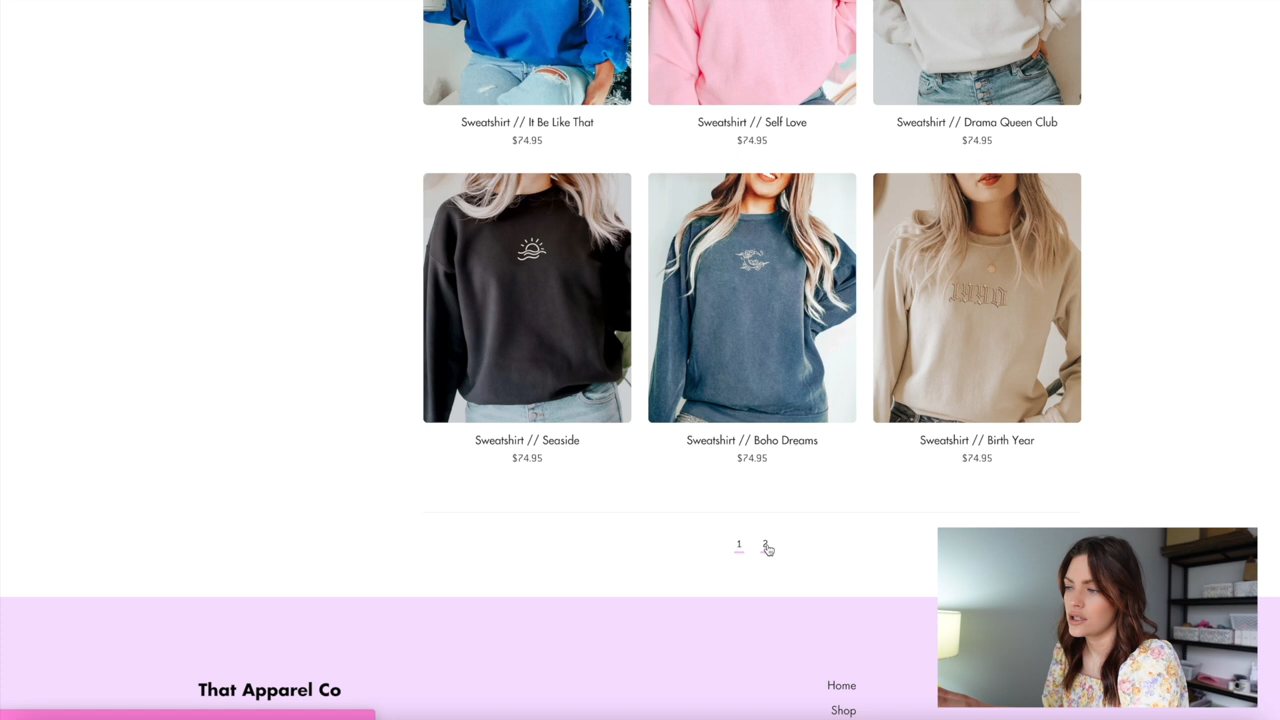 Sweatshirt // It Be Like That
Sweatshirt // Self Love
Sweatshirt // Drama Queen Club
$74.95
$74.95
$74.95
1990
Sweatshirt // Seaside
Sweatshirt // Boho Dreams
Sweatshirt // Birth Year
$74.95
$74.95
$74.95
1
2
That Apparel Co
Home
Shop